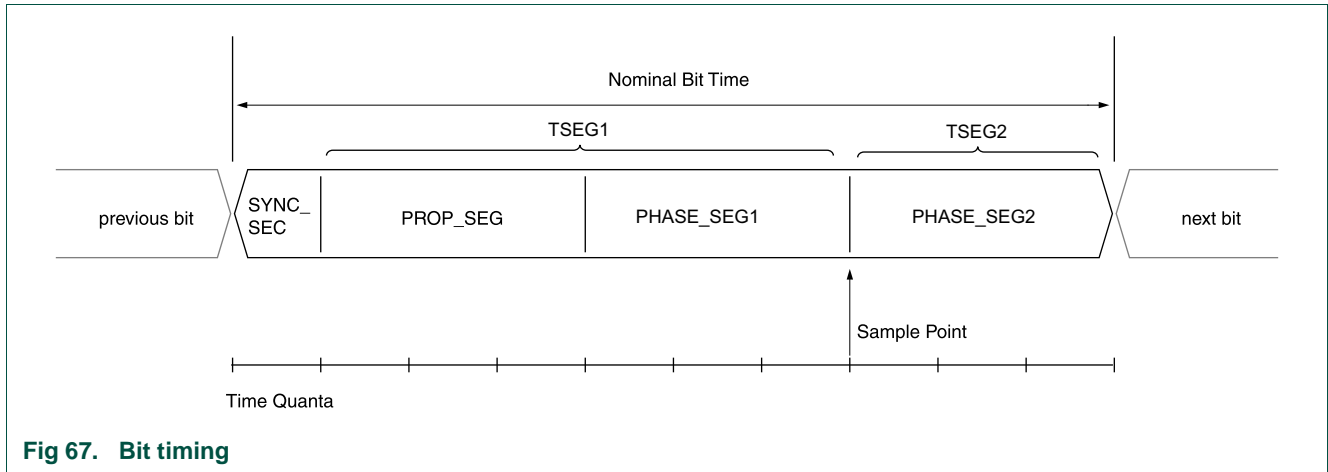 Nominal Bit Time
TSEG1
TSEG2
previous bit
SYNC_
SEC
PROP_SEG
PHASE_SEG1
PHASE_SEG2
next bit
Sample Point
Time Quanta
Fig 67. Bit timing